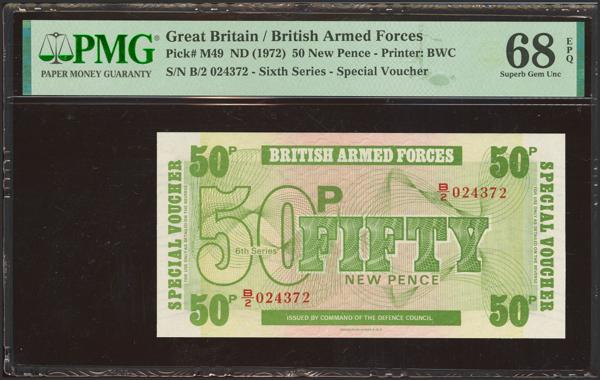 PMG
PAPER MONEY GUARANTY
Great Britain / British Armed Forces
Pick# M49 ND (1972) 50 New Pence - Printer: BWC
S/N B/2 024372 - Sixth Series - Special Voucher
68
EPQ
Superb Gem Unc
50P
BRITISH ARMED FORCES
50P
SPECIAL VOUCHER
B/2 024372
50P
6th Series
FIFTY
NEW PENCE
B/2 024372
SPECIAL VOUCHER
50P
ISSUED BY COMMAND OF THE DEFENCE COUNCIL
50P